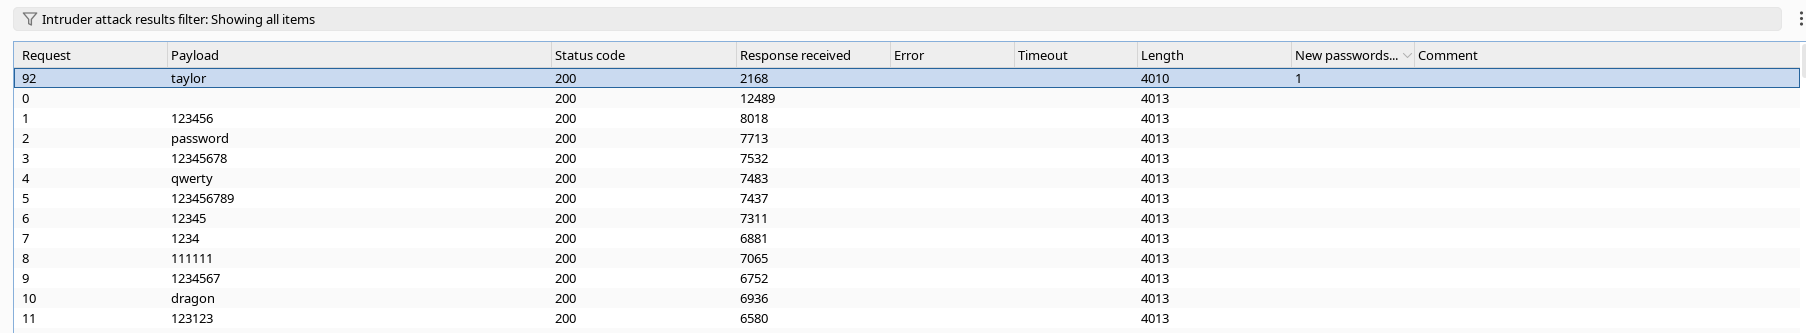 Intruder attack results filter: Showing all items
Request Payload Status code Response received Error Timeout Length New passwords... Comment
92 taylor 200 2168 4010 1
0 200 12489 4013
1 123456 200 8018 4013
2 password 200 7713 4013
3 12345678 200 7532 4013
4 qwerty 200 7483 4013
5 123456789 200 7437 4013
6 12345 200 7311 4013
7 1234 200 6881 4013
8 111111 200 7065 4013
9 1234567 200 6752 4013
10 dragon 200 6936 4013
11 123123 200 6580 4013